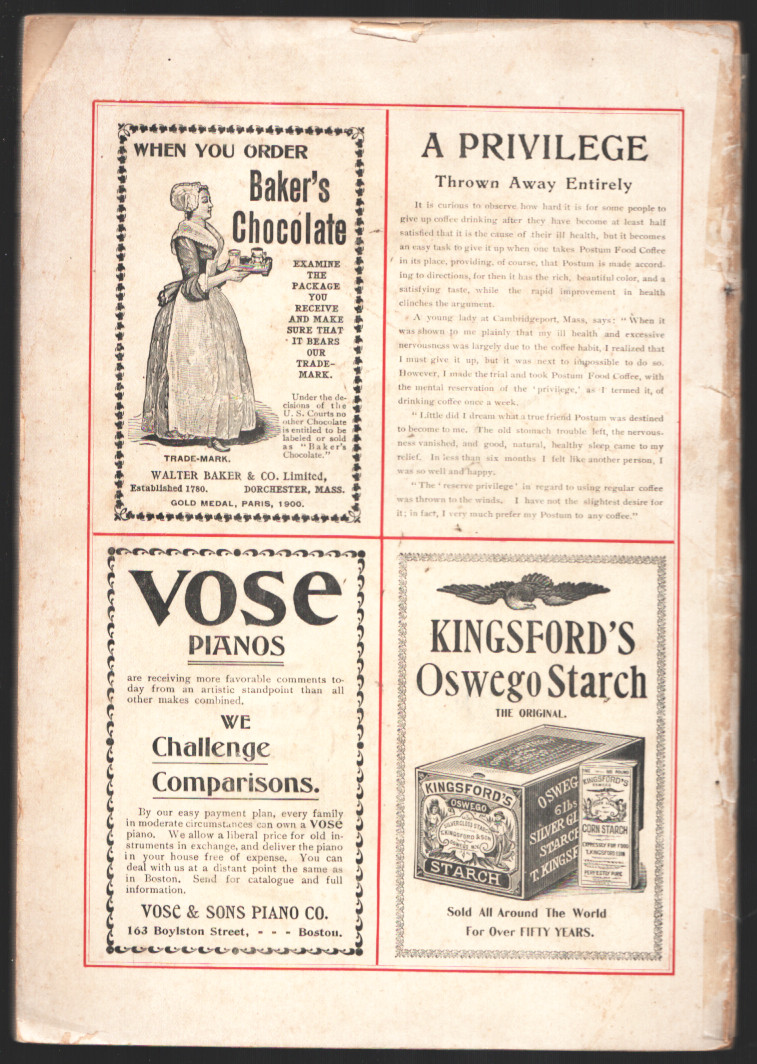 WHEN YOU ORDER
Baker's
Chocolate
EXAMINE
THE
PACKAGE
YOU
RECEIVE
AND MAKE
SURE THAT
IT BEARS
OUR
TRADE-
MARK.
Under the de-
cisions of the
U. S. Courts no
other Chocolate
is entitled to be
labeled or sold
as "Baker's
Chocolate."
TRADE-MARK.
WALTER BAKER & CO. Limited,
Established 1780. DORCHESTER, MASS.
GOLD MEDAL, PARIS, 1900.
A PRIVILEGE
Thrown Away Entirely
It is curious to observe how hard it is for some people to
give up coffee drinking after they have become at least half
satisfied that it is the cause of their ill health, but it becomes
an easy task to give it up when one takes Postum Food Coffee
in its place, providing, of course, that Postum is made accord-
ing to directions, for then it has the rich, beautiful color, and a
satisfying taste, while the rapid improvement in health
clinches the argument.
A young lady at Cambridgeport, Mass, says: "When it
was shown to me plainly that my ill health and excessive
nervousness was largely due to the coffee habit, I realized that
I must give it up, but it was next to impossible to do so.
However, I made the trial and took Postum Food Coffee, with
the mental reservation of the 'privilege,' as I termed it, of
drinking coffee once a week.
"Little did I dream what a true friend Postum was destined
to become to me. The old stomach trouble left, the nervous-
ness vanished, and good, natural, healthy sleep came to my
relief. In less than six months I felt like another person, I
was so well and happy.
"The 'reserve privilege' in regard to using regular coffee
was thrown to the winds. I have not the slightest desire for
it; in fact, I very much prefer my Postum to any coffee."
VOSE
PIANOS
are receiving more favorable comments to-
day from an artistic standpoint than all
other makes combined.
WE
Challenge
Comparisons.
By our easy payment plan, every family
in moderate circumstances can own a VOSE
piano. We allow a liberal price for old in-
struments in exchange, and deliver the piano
in your house free of expense. You can
deal with us at a distant point the same as
in Boston. Send for catalogue and full
information.
VOSE & SONS PIANO CO.
163 Boylston Street, - - - Boston.
KINGSFORD'S
Oswego Starch
THE ORIGINAL.
KINGSFORD'S
OSWEGO
T. KINGSFORD & SON
STARCH
OSWEG
6 Lbs
SILVER GL
STARCH
T. KINGSF
KINGSFORD'S
CORN STARCH
EXPRESSLY FOR FOOD
T. KINGSFORD & SON
PERFECTLY PURE
Sold All Around The World
For Over FIFTY YEARS.